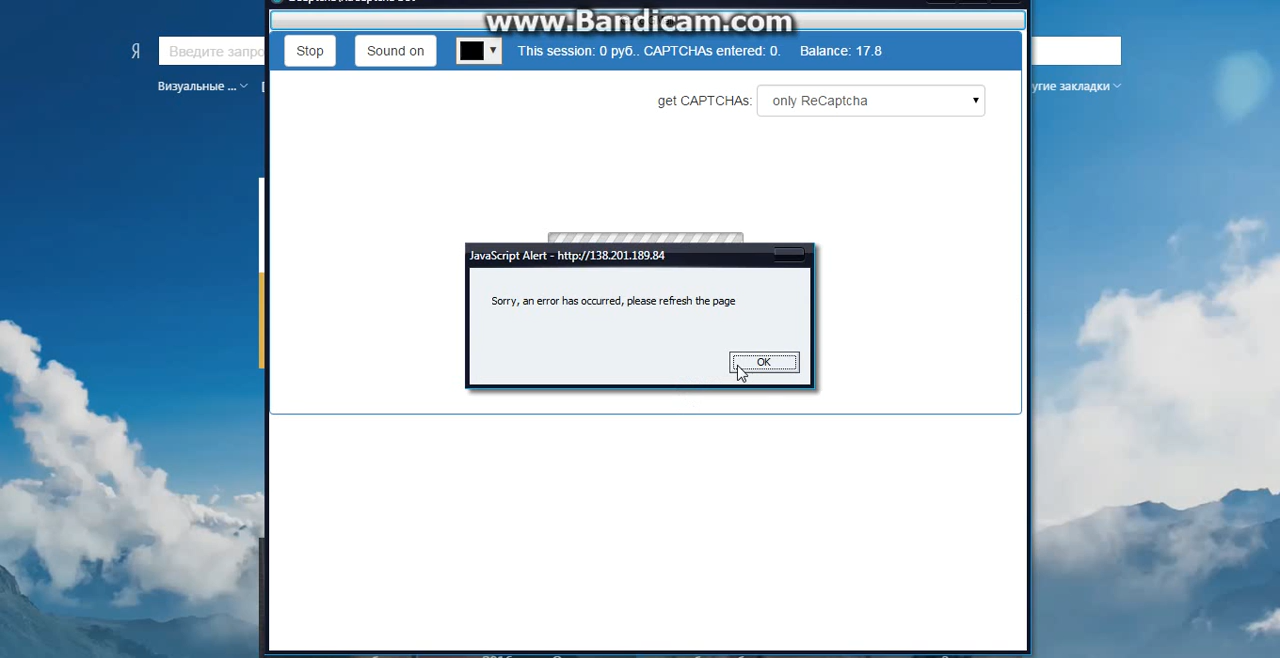 www.Bandicam.com
Я
Введите запро
Stop
Sound on
This session: 0 руб.. CAPTCHAs entered: 0.
Balance: 17.8
Визуальные ...
угие закладки
get CAPTCHAs:
only ReCaptcha
JavaScript Alert - http://138.201.189.84
Sorry, an error has occurred, please refresh the page
OK